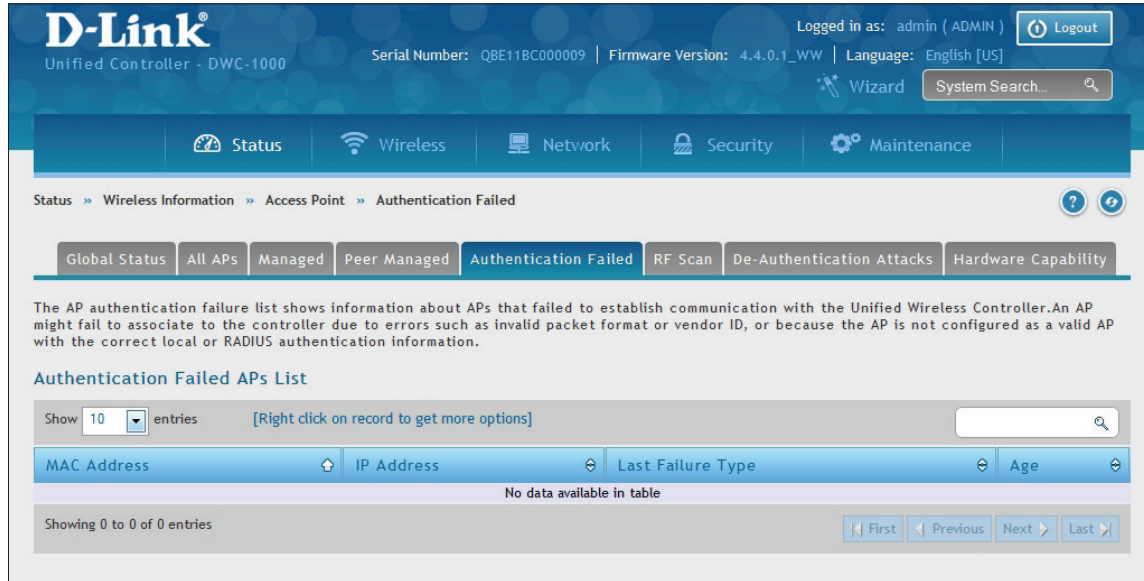 D-Link®
Unified Controller - DWC-1000
Logged in as: admin ( ADMIN ) Logout
Serial Number: QBE11BC000009 | Firmware Version: 4.4.0.1_WW | Language: English [US]
Wizard System Search...
Status Wireless Network Security Maintenance
Status » Wireless Information » Access Point » Authentication Failed
Global Status All APs Managed Peer Managed Authentication Failed RF Scan De-Authentication Attacks Hardware Capability
The AP authentication failure list shows information about APs that failed to establish communication with the Unified Wireless Controller.An AP
might fail to associate to the controller due to errors such as invalid packet format or vendor ID, or because the AP is not configured as a valid AP
with the correct local or RADIUS authentication information.
Authentication Failed APs List
Show 10 entries [Right click on record to get more options]
MAC Address IP Address Last Failure Type Age
No data available in table
Showing 0 to 0 of 0 entries First Previous Next Last